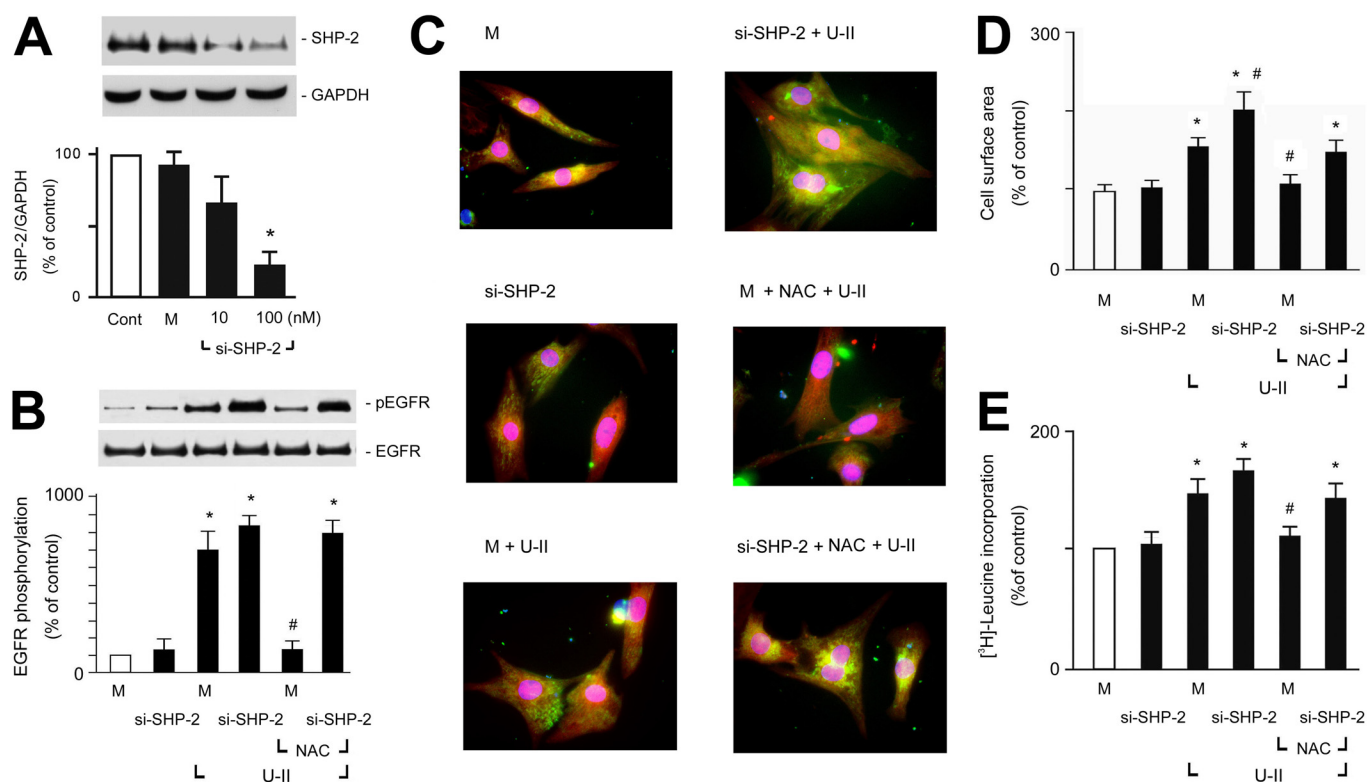 A
- SHP-2
- GAPDH
SHP-2/GAPDH
(% of control)
100
*
0
Cont M 10 100 (nM)
si-SHP-2
B
- pEGFR
- EGFR
EGFR phosphorylation
(% of control)
1000
* * # *
0
M M M
si-SHP-2 si-SHP-2 si-SHP-2
NAC
U-II
C
M
si-SHP-2 + U-II
si-SHP-2
M + NAC + U-II
M + U-II
si-SHP-2 + NAC + U-II
D
Cell surface area
(% of control)
300
* * # # *
0
M M M
si-SHP-2 si-SHP-2 si-SHP-2
NAC
U-II
E
[³H]-Leucine incorporation
(%of control)
200
* * # *
0
M M M
si-SHP-2 si-SHP-2 si-SHP-2
NAC
U-II